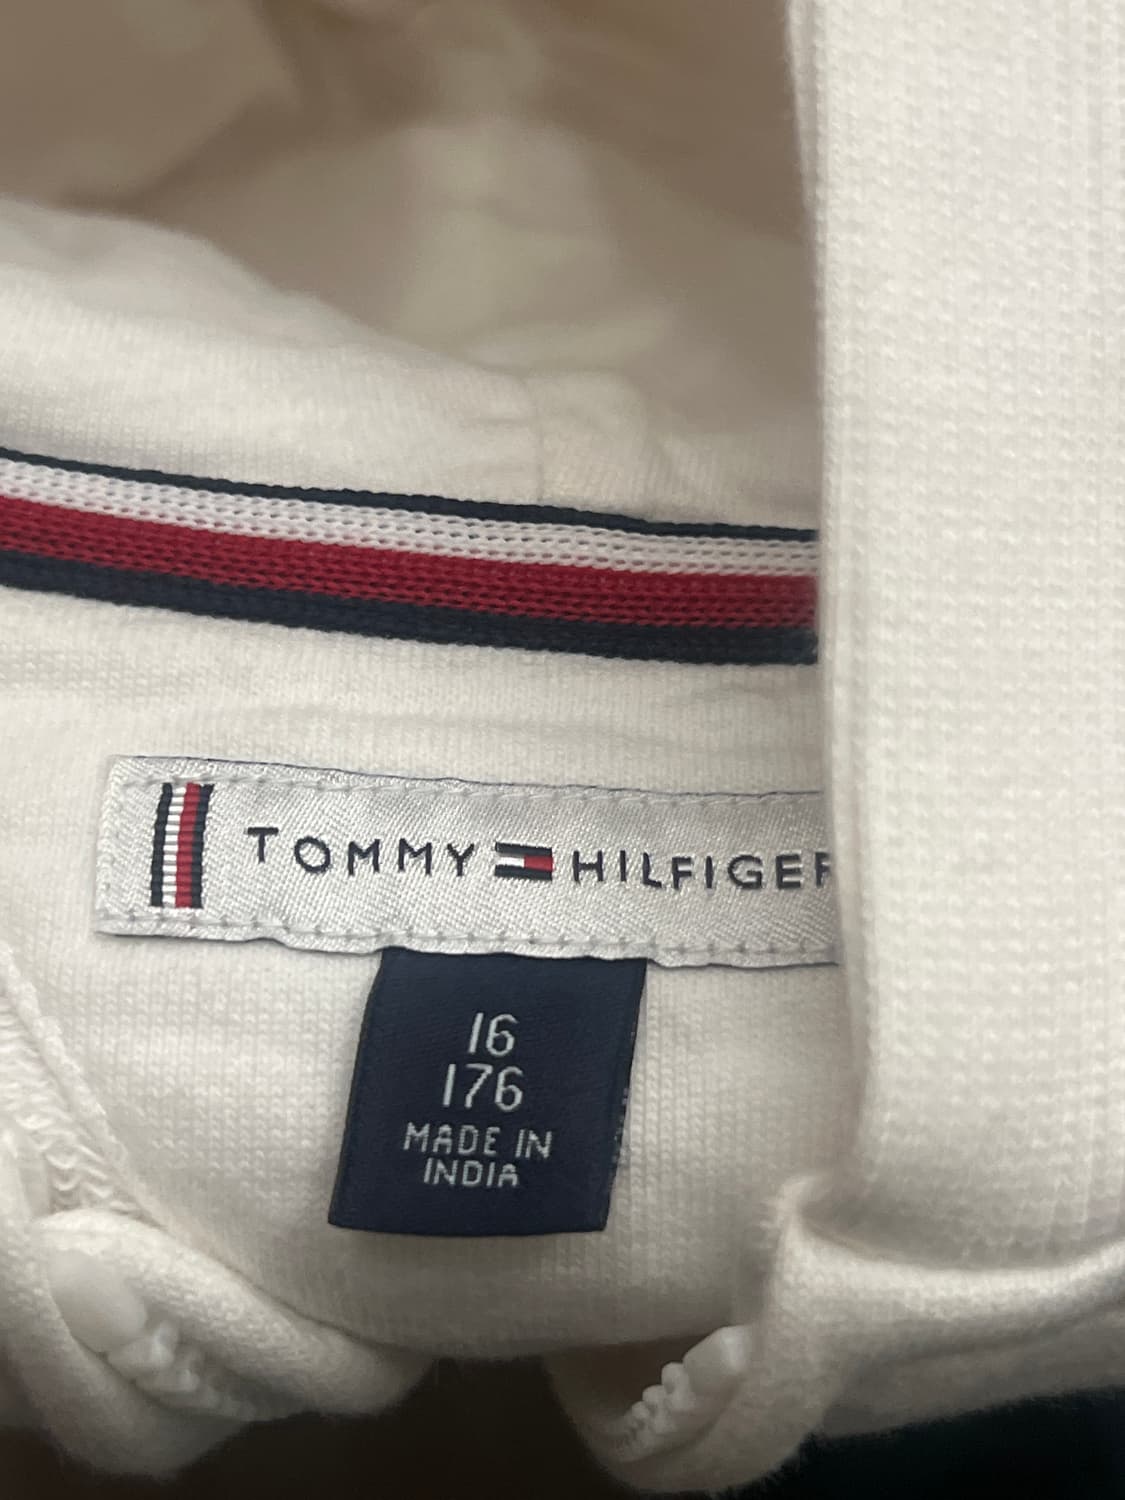 TOMMY HILFIGER
16
176
MADE IN
INDIA